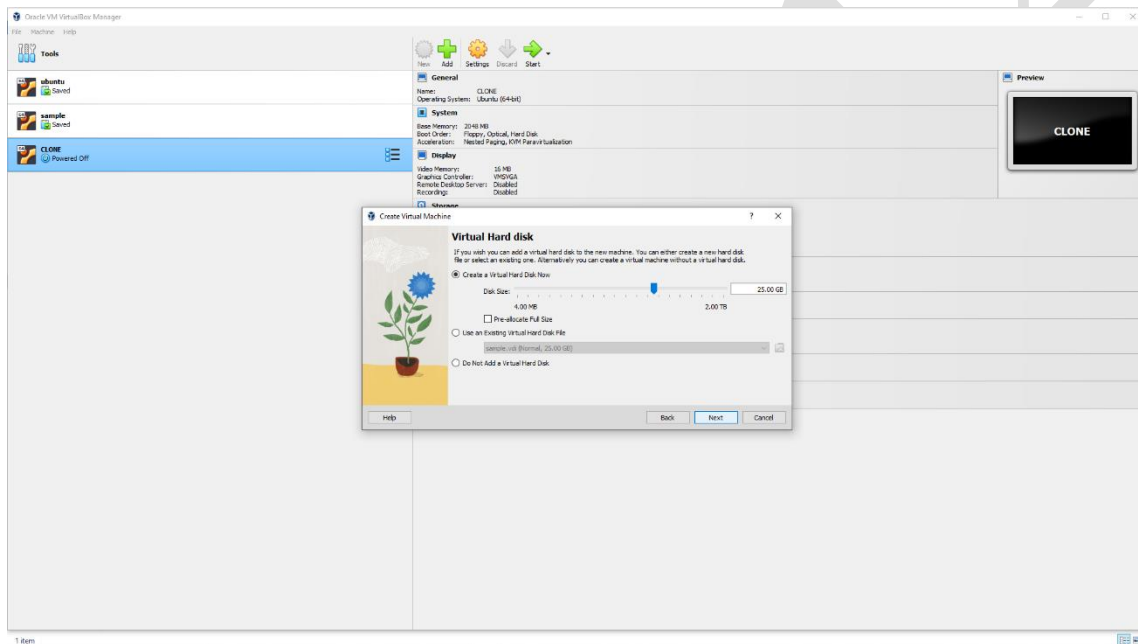 Oracle VM VirtualBox Manager
File Machine Help
Tools
ubuntu
Saved
sample
Saved
CLONE
Powered Off
New Add Settings Discard Start
General
Name: CLONE
Operating System: Ubuntu (64-bit)
System
Base Memory: 2048 MB
Boot Order: Floppy, Optical, Hard Disk
Acceleration: Nested Paging, KVM Paravirtualization
Display
Video Memory: 16 MB
Graphics Controller: VMSVGA
Remote Desktop Server: Disabled
Recording: Disabled
Storage
Preview
CLONE
Create Virtual Machine
Virtual Hard disk
If you wish you can add a virtual hard disk to the new machine. You can either create a new hard disk
file or select an existing one. Alternatively you can create a virtual machine without a virtual hard disk.
Create a Virtual Hard Disk Now
Disk Size: 25.00 GB
4.00 MB 2.00 TB
Pre-allocate Full Size
Use an Existing Virtual Hard Disk File
sample.vdi (Normal, 25.00 GB)
Do Not Add a Virtual Hard Disk
Help Back Next Cancel
1 item